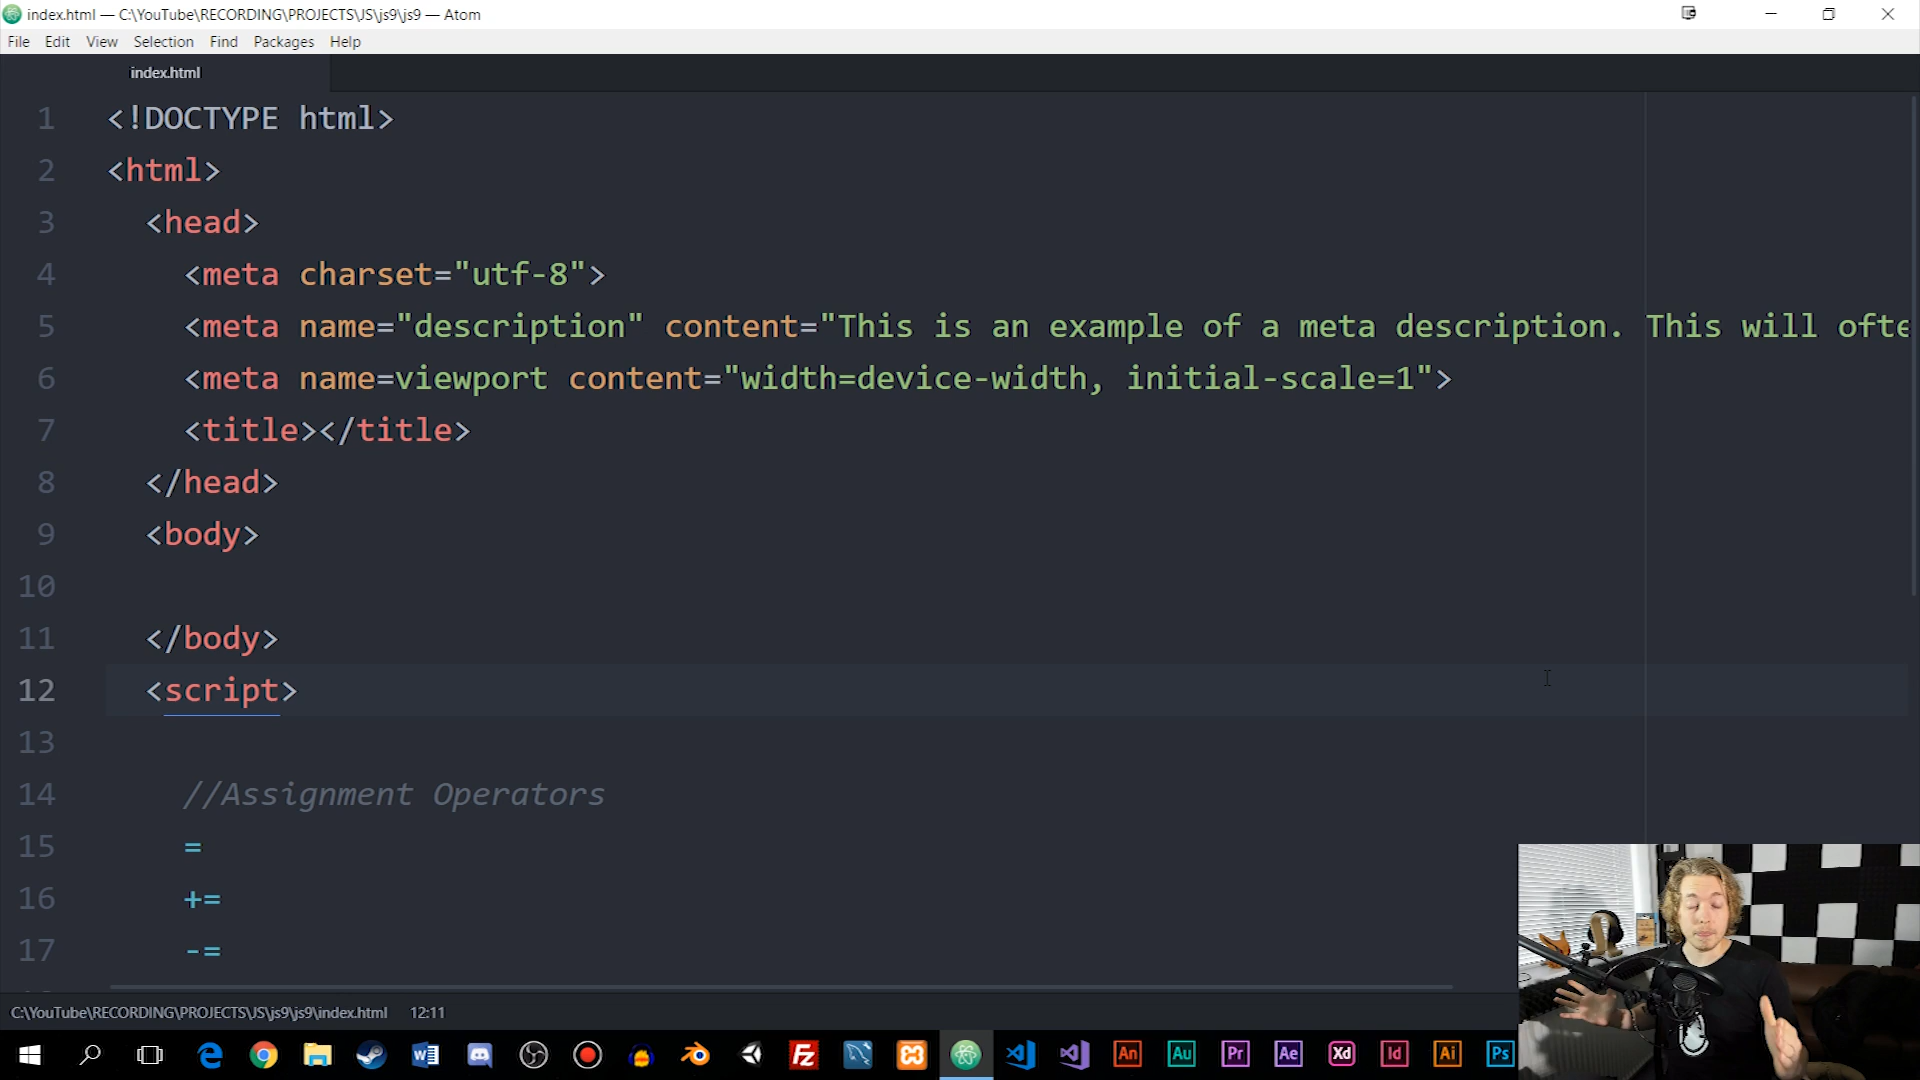 index.html — C:\YouTube\RECORDING\PROJECTS\JS\js9\js9 — Atom
File Edit View Selection Find Packages Help
index.html
1 <!DOCTYPE html>
2 <html>
3 <head>
4 <meta charset="utf-8">
5 <meta name="description" content="This is an example of a meta description. This will ofte
6 <meta name=viewport content="width=device-width, initial-scale=1">
7 <title></title>
8 </head>
9 <body>
10
11 </body>
12 <script>
13
14 //Assignment Operators
15 =
16 +=
17 -=
C:\YouTube\RECORDING\PROJECTS\JS\js9\js9\index.html 12:11
An Au Pr Ae Xd Id Ai Ps